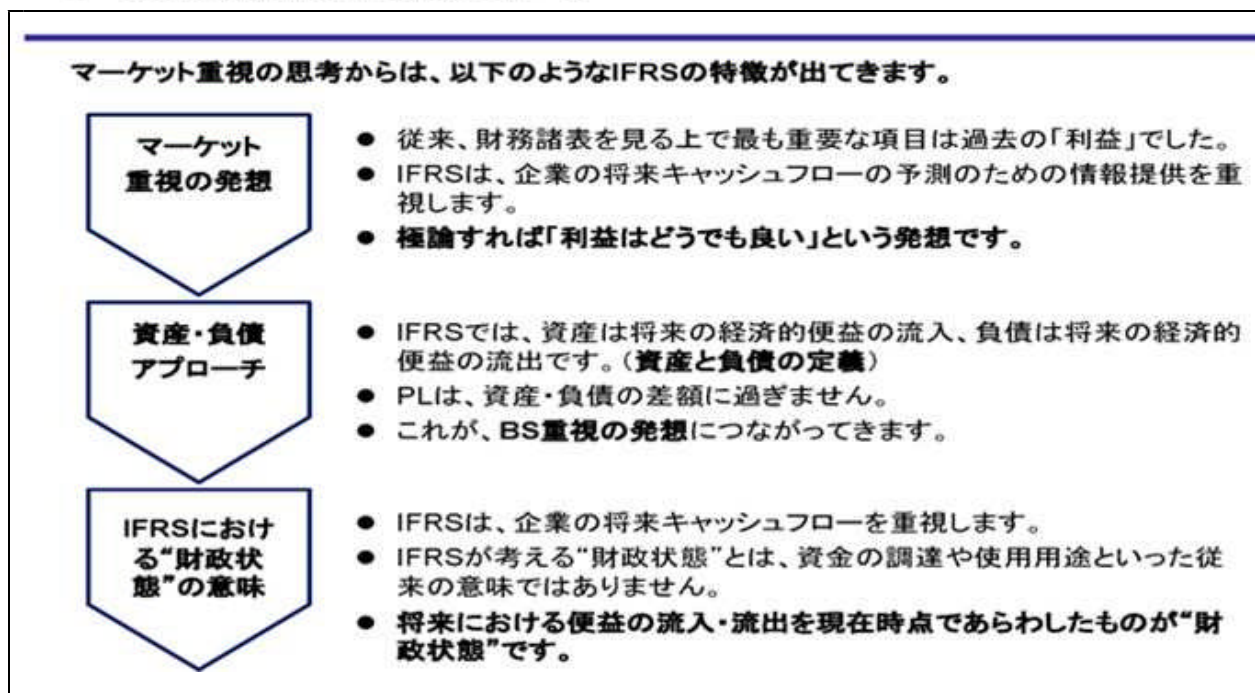 マーケット重視の思考からは、以下のようなIFRSの特徴が出てきます。
マーケット
重視の発想
● 従来、財務諸表を見る上で最も重要な項目は過去の「利益」でした。
● IFRSは、企業の将来キャッシュフローの予測のための情報提供を重
視します。
● 極論すれば「利益はどうでも良い」という発想です。
資産・負債
アプローチ
● IFRSでは、資産は将来の経済的便益の流入、負債は将来の経済的
便益の流出です。（資産と負債の定義）
● PLは、資産・負債の差額に過ぎません。
● これが、BS重視の発想につながってきます。
IFRSにおけ
る“財政状
態”の意味
● IFRSは、企業の将来キャッシュフローを重視します。
● IFRSが考える“財政状態”とは、資金の調達や使用用途といった従
来の意味ではありません。
● 将来における便益の流入・流出を現在時点であらわしたものが“財
政状態”です。